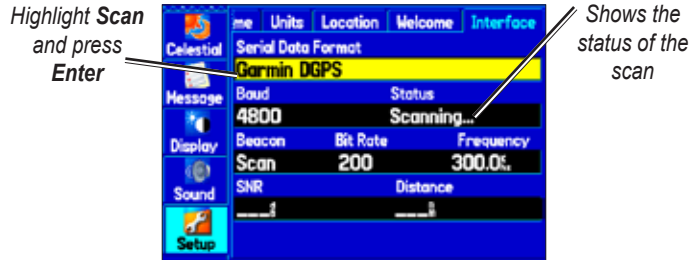 Highlight Scan
and press
Enter
Shows the
status of the
scan
me Units Location Welcome Interface
Celestial
Message
Display
Sound
Setup
Serial Data Format
Garmin DGPS
Baud Status
4800 Scanning...
Beacon Bit Rate Frequency
Scan 200 300.0
SNR Distance